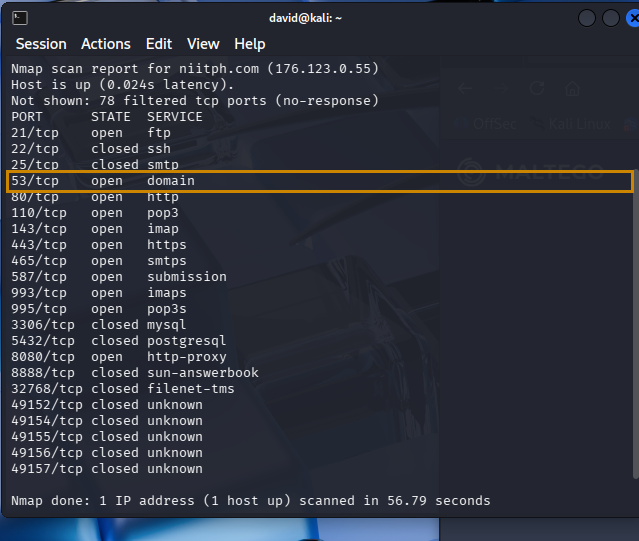 david@kali: ~
Session Actions Edit View Help
Nmap scan report for niitph.com (176.123.0.55)
Host is up (0.024s latency).
Not shown: 78 filtered tcp ports (no-response)
PORT STATE SERVICE
21/tcp open ftp
22/tcp closed ssh
25/tcp closed smtp
53/tcp open domain
80/tcp open http
110/tcp open pop3
143/tcp open imap
443/tcp open https
465/tcp open smtps
587/tcp open submission
993/tcp open imaps
995/tcp open pop3s
3306/tcp closed mysql
5432/tcp closed postgresql
8080/tcp open http-proxy
8888/tcp closed sun-answerbook
32768/tcp closed filenet-tms
49152/tcp closed unknown
49154/tcp closed unknown
49155/tcp closed unknown
49156/tcp closed unknown
49157/tcp closed unknown
Nmap done: 1 IP address (1 host up) scanned in 56.79 seconds
OffSec Kali Linux
MALTEGO